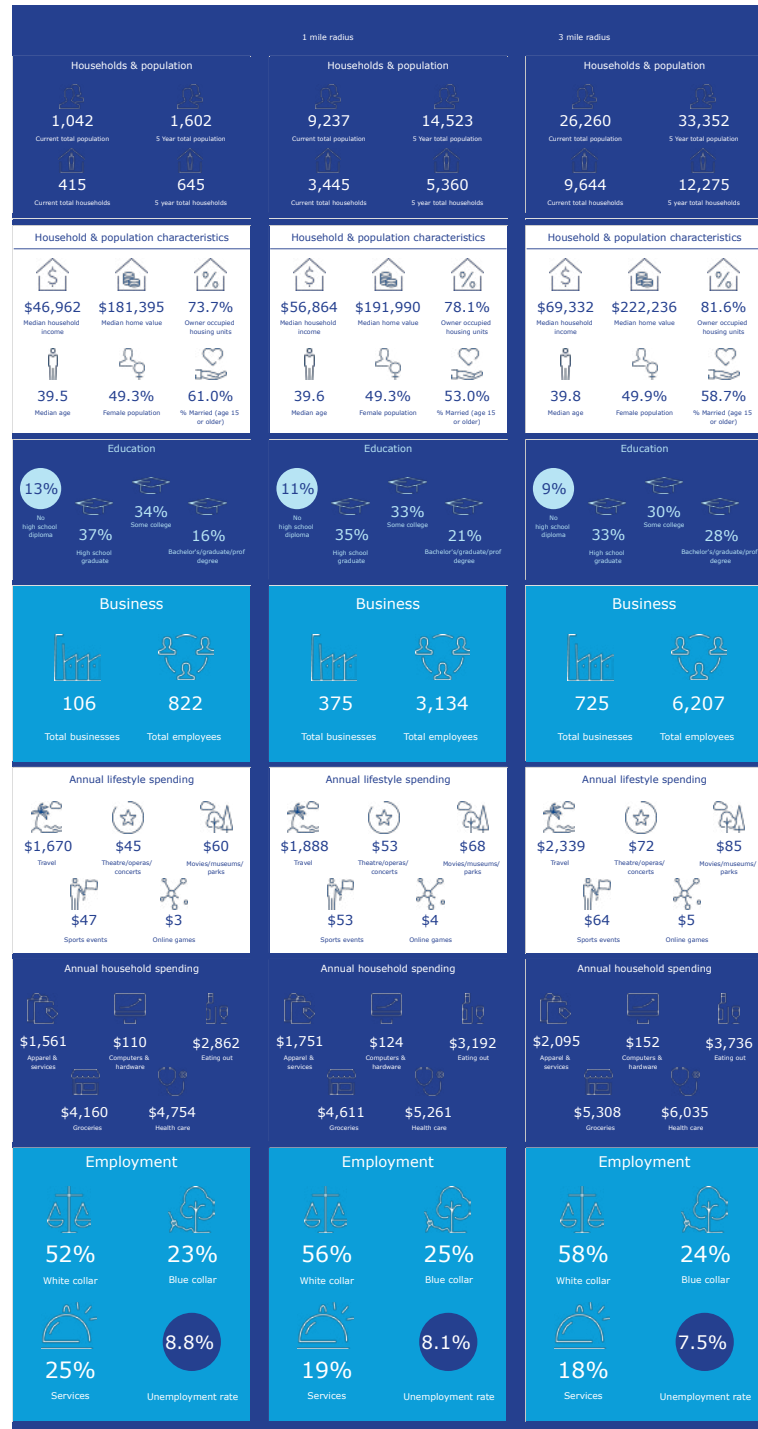 1 mile radius
3 mile radius
Households & population
1,042
1,602
Current total population
5 Year total population
415
645
Current total households
5 year total households
Household & population characteristics
$46,962
$181,395
73.7%
Median household
income
Median home value
Owner occupied
housing units
39.5
49.3%
61.0%
Median age
Female population
% Married (age 15
or older)
Education
13%
No
high school
diploma
37%
High school
graduate
34%
Some college
16%
Bachelor's/graduate/prof
degree
Business
106
822
Total businesses
Total employees
Annual lifestyle spending
$1,670
$45
$60
Travel
Theatre/operas/
concerts
Movies/museums/
parks
$47
$3
Sports events
Online games
Annual household spending
$1,561
$110
$2,862
Apparel &
services
Computers &
hardware
Eating out
$4,160
$4,754
Groceries
Health care
Employment
52%
23%
White collar
Blue collar
25%
8.8%
Services
Unemployment rate
Households & population
9,237
14,523
Current total population
5 Year total population
3,445
5,360
Current total households
5 year total households
Household & population characteristics
$56,864
$191,990
78.1%
Median household
income
Median home value
Owner occupied
housing units
39.6
49.3%
53.0%
Median age
Female population
% Married (age 15
or older)
Education
11%
No
high school
diploma
35%
High school
graduate
33%
Some college
21%
Bachelor's/graduate/prof
degree
Business
375
3,134
Total businesses
Total employees
Annual lifestyle spending
$1,888
$53
$68
Travel
Theatre/operas/
concerts
Movies/museums/
parks
$53
$4
Sports events
Online games
Annual household spending
$1,751
$124
$3,192
Apparel &
services
Computers &
hardware
Eating out
$4,611
$5,261
Groceries
Health care
Employment
56%
25%
White collar
Blue collar
19%
8.1%
Services
Unemployment rate
Households & population
26,260
33,352
Current total population
5 Year total population
9,644
12,275
Current total households
5 year total households
Household & population characteristics
$69,332
$222,236
81.6%
Median household
income
Median home value
Owner occupied
housing units
39.8
49.9%
58.7%
Median age
Female population
% Married (age 15
or older)
Education
9%
No
high school
diploma
33%
High school
graduate
30%
Some college
28%
Bachelor's/graduate/prof
degree
Business
725
6,207
Total businesses
Total employees
Annual lifestyle spending
$2,339
$72
$85
Travel
Theatre/operas/
concerts
Movies/museums/
parks
$64
$5
Sports events
Online games
Annual household spending
$2,095
$152
$3,736
Apparel &
services
Computers &
hardware
Eating out
$5,308
$6,035
Groceries
Health care
Employment
58%
24%
White collar
Blue collar
18%
7.5%
Services
Unemployment rate